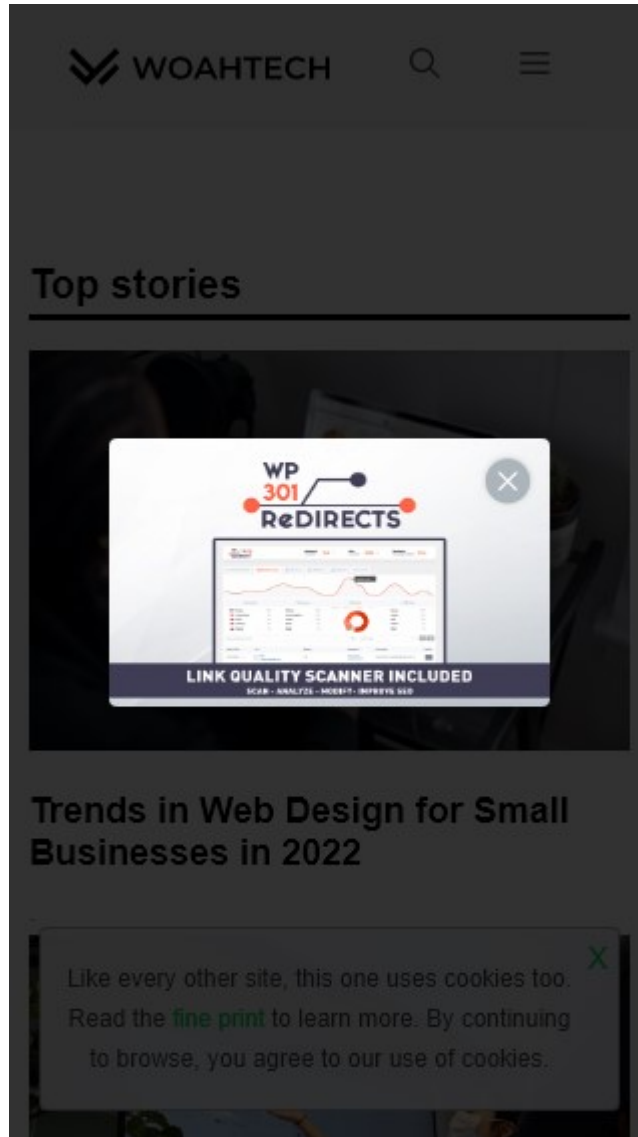 WOAHTECH
Top stories
WP
301
ReDIRECTS
LINK QUALITY SCANNER INCLUDED
SCAN - ANALYZE - MODIFY - IMPROVE SEO
Trends in Web Design for Small
Businesses in 2022
X
Like every other site, this one uses cookies too.
Read the fine print to learn more. By continuing
to browse, you agree to our use of cookies.